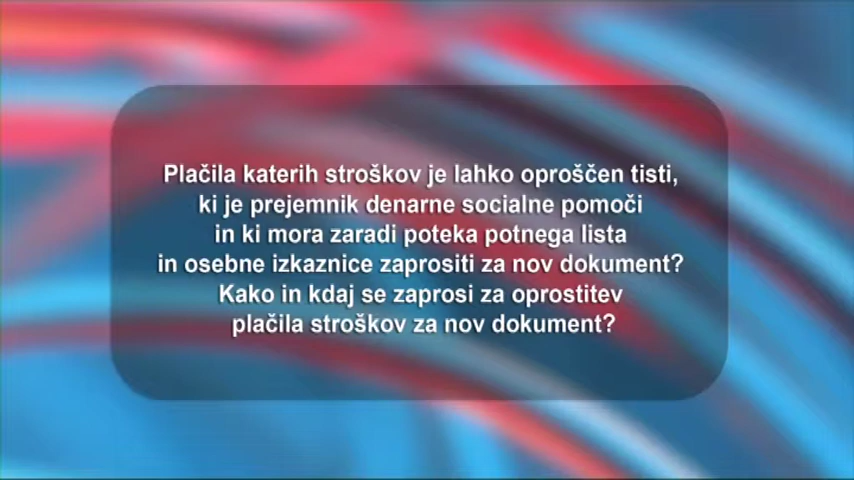 Plačila katerih stroškov je lahko oproščen tisti,
ki je prejemnik denarne socialne pomoči
in ki mora zaradi poteka potnega lista
in osebne izkaznice zaprositi za nov dokument?
Kako in kdaj se zaprosi za oprostitev
plačila stroškov za nov dokument?